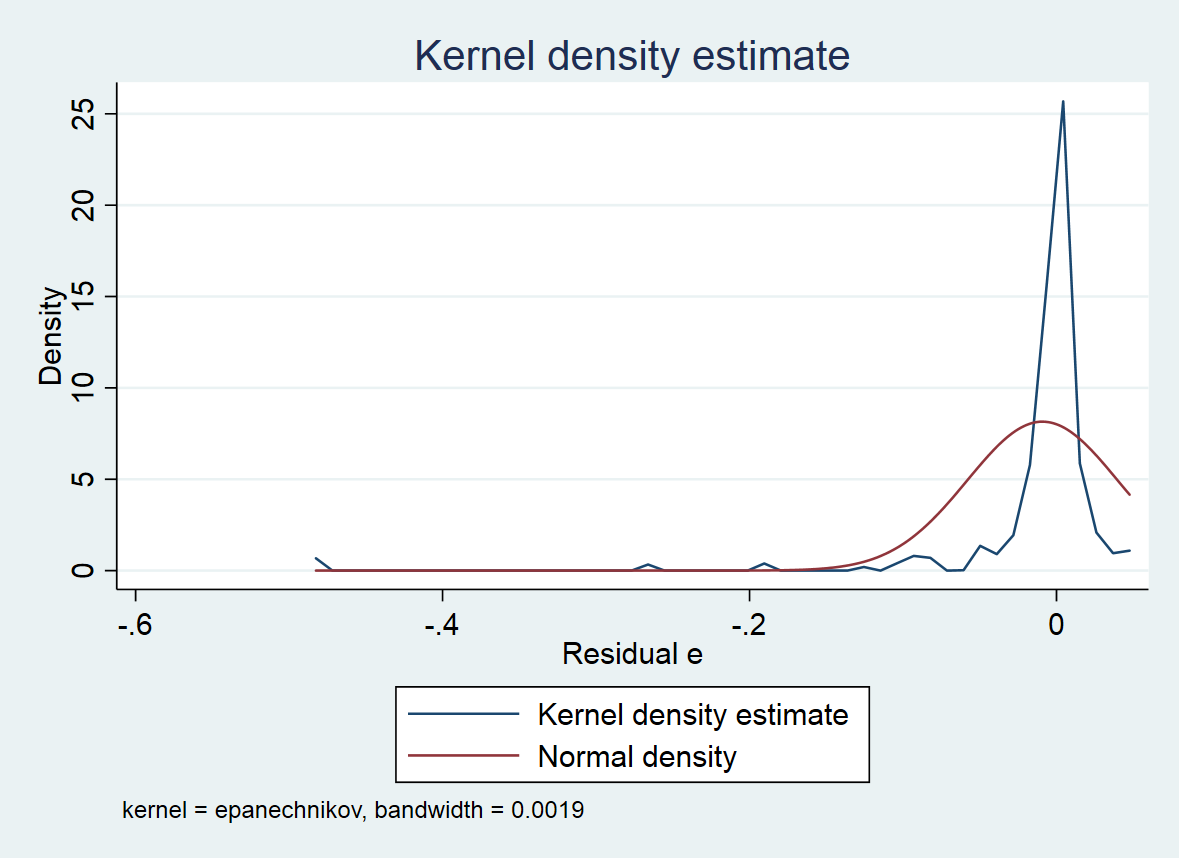 Kernel density estimate
25
20
15
10
5
0
Density
-.6 -.4 -.2 0
Residual e
Kernel density estimate
Normal density
kernel = epanechnikov, bandwidth = 0.0019